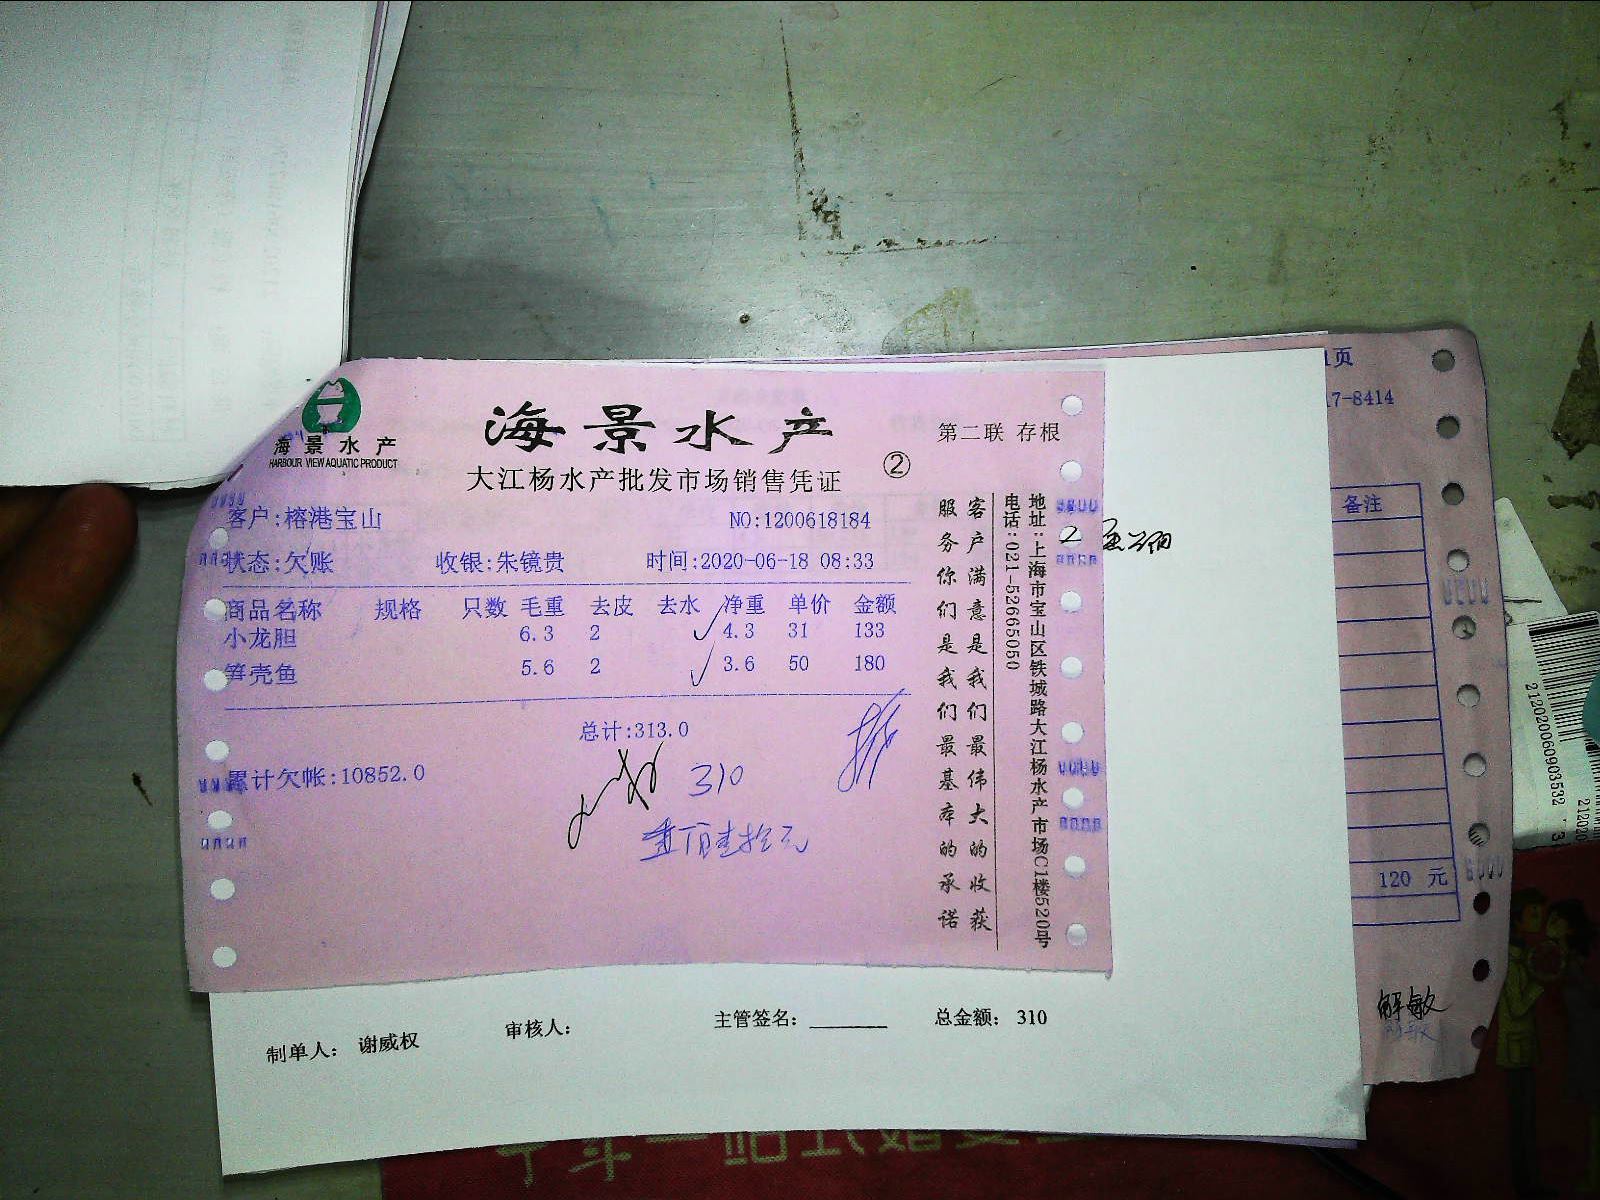 海景水产
HARBOUR VIEW AQUATIC PRODUCT
海景水产
大江杨水产批发市场销售凭证
②
第二联 存根
客户:榕港宝山
NO:1200618184
状态:欠账 收银:朱镜贵 时间:2020-06-18 08:33
商品名称 规格 只数 毛重 去皮 去水 净重 单价 金额
小龙胆 6.3 2 4.3 31 133
笋壳鱼 5.6 2 3.6 50 180
总计:313.0
累计欠帐:10852.0
310
客户满意是我们最伟大的收获
服务你们是我们最基本的承诺
地址:上海市宝山区铁城路大江杨水产市场C1楼520号
电话:021-52665050
制单人: 谢威权 审核人: 主管签名: 总金额: 310
页
17-8414
备注
120 元
解敏
212020060903532